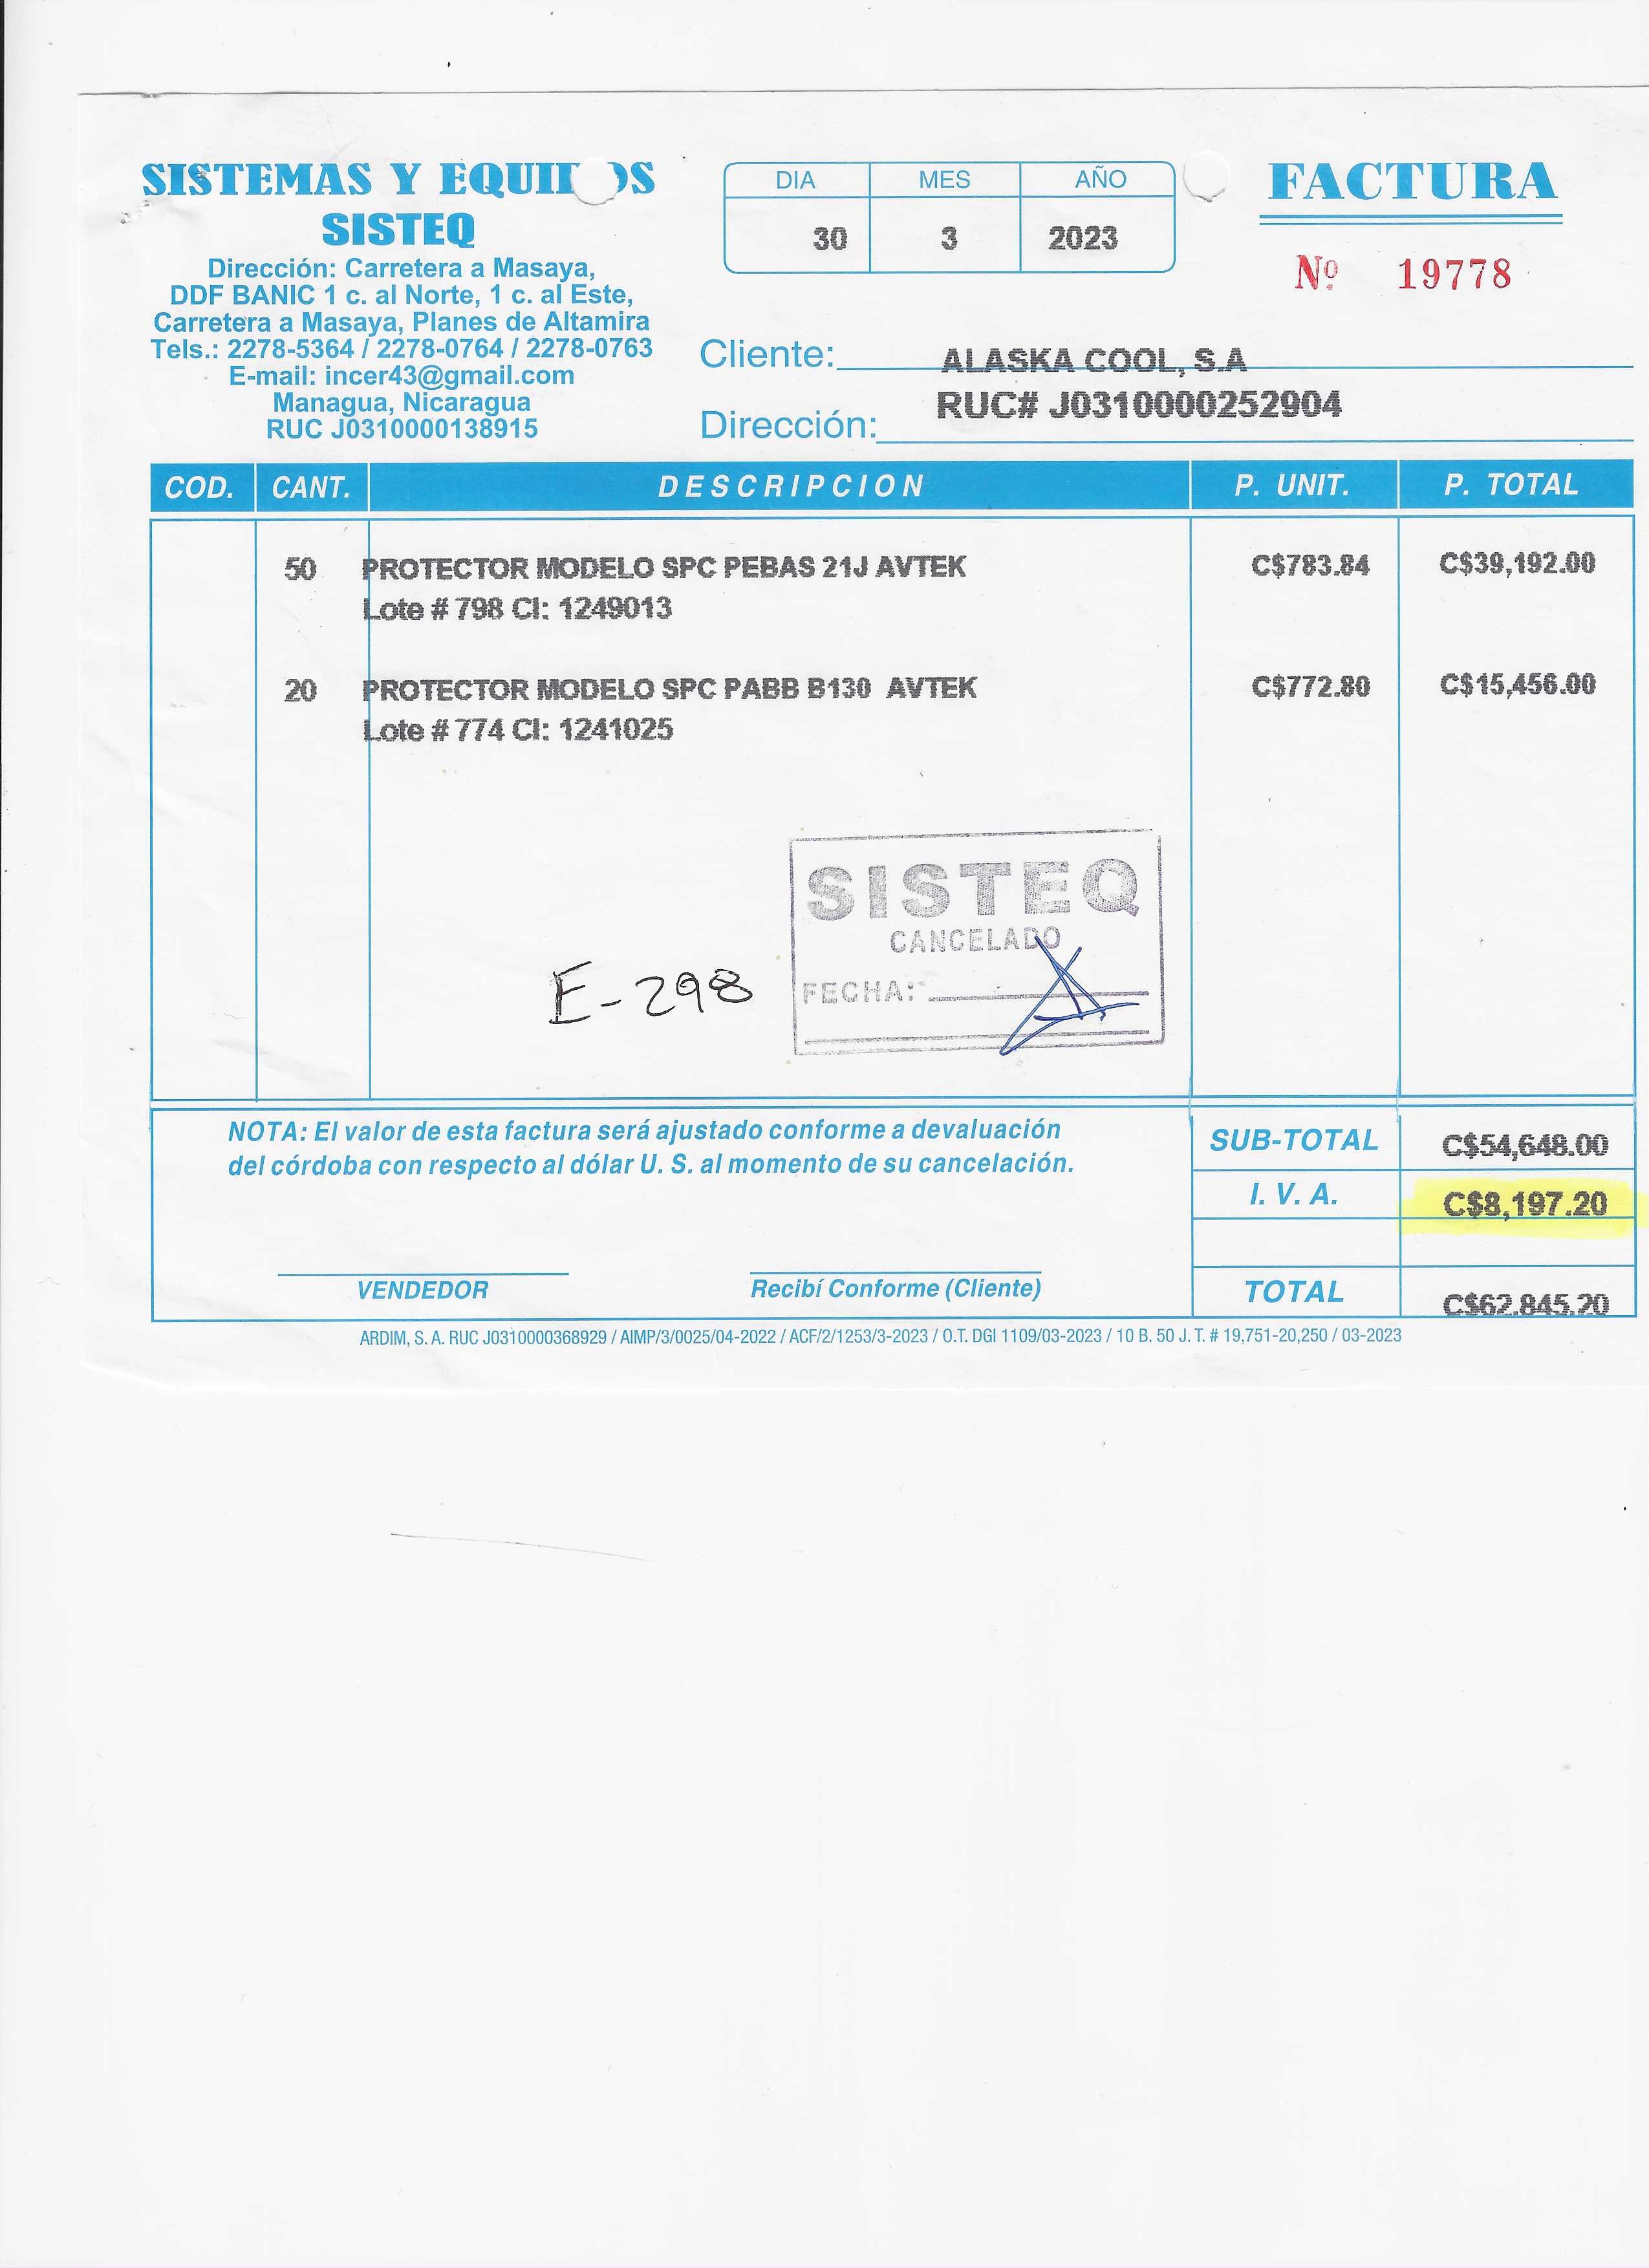 SISTEMAS Y EQUIPOS
SISTEQ
Dirección: Carretera a Masaya,
DDF BANIC 1 c. al Norte, 1 c. al Este,
Carretera a Masaya, Planes de Altamira
Tels.: 2278-5364 / 2278-0764 / 2278-0763
E-mail: incer43@gmail.com
Managua, Nicaragua
RUC J0310000138915
DIA MES AÑO
30 3 2023
FACTURA
Nº 19778
Cliente: ALASKA COOL, S.A
RUC# J0310000252904
Dirección:
COD. CANT. DESCRIPCION P. UNIT. P. TOTAL
50 PROTECTOR MODELO SPC PEBAS 21J AVTEK C$783.84 C$39,192.00
Lote # 798 CI: 1249013
20 PROTECTOR MODELO SPC PABB B130 AVTEK C$772.80 C$15,456.00
Lote # 774 CI: 1241025
SISTEQ
CANCELADO
FECHA:
E-298
NOTA: El valor de esta factura será ajustado conforme a devaluación
del córdoba con respecto al dólar U. S. al momento de su cancelación.
SUB-TOTAL C$54,648.00
I. V. A. C$8,197.20
TOTAL C$62,845.20
VENDEDOR Recibí Conforme (Cliente)
ARDIM, S. A. RUC J0310000368929 / AIMP/3/0025/04-2022 / ACF/2/1253/3-2023 / O.T. DGI 1109/03-2023 / 10 B. 50 J. T. # 19,751-20,250 / 03-2023